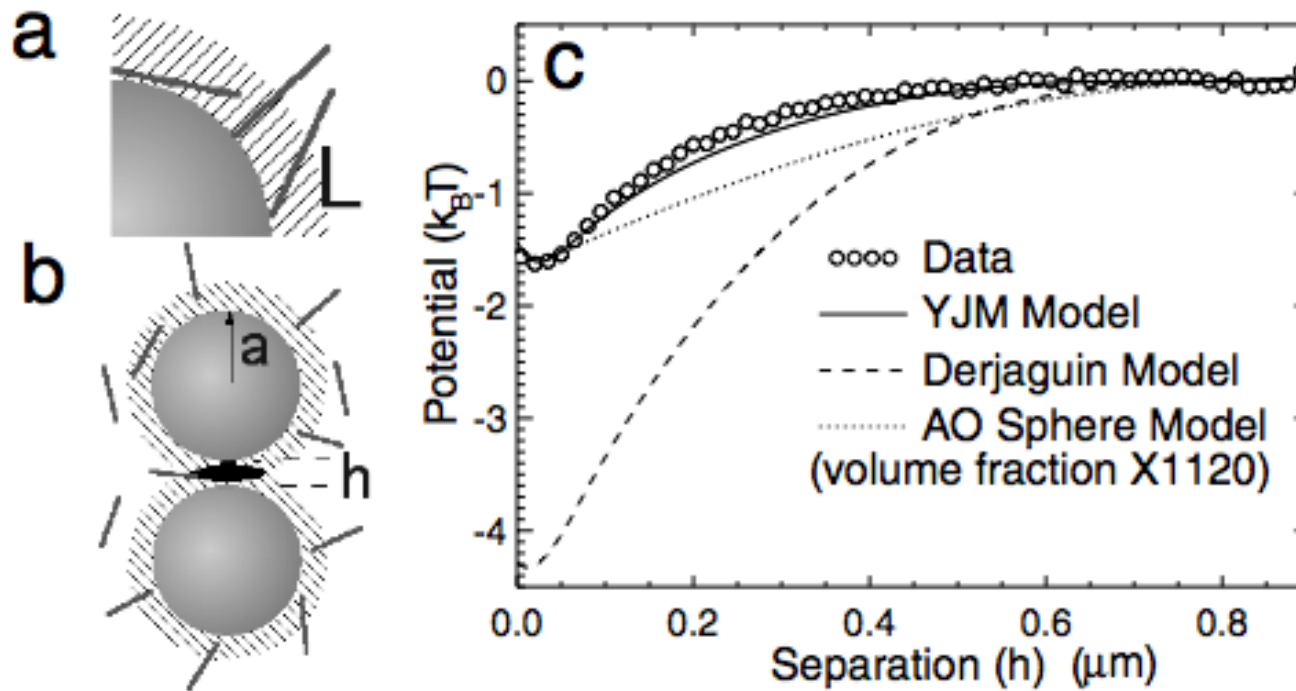 a
L
b
a
h
c
Potential (kBT)
0
-1
-2
-3
-4
Data
YJM Model
Derjaguin Model
AO Sphere Model
(volume fraction X1120)
0.0 0.2 0.4 0.6 0.8
Separation (h) (μm)